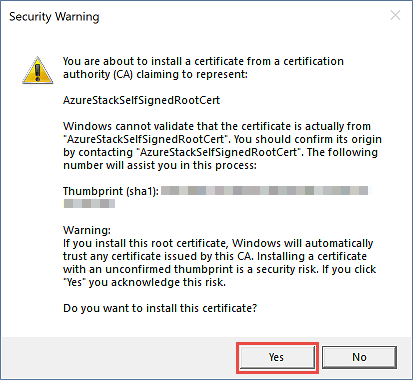 Security Warning
You are about to install a certificate from a certification
authority (CA) claiming to represent:
AzureStackSelfSignedRootCert
Windows cannot validate that the certificate is actually from
"AzureStackSelfSignedRootCert". You should confirm its origin
by contacting "AzureStackSelfSignedRootCert". The following
number will assist you in this process:
Thumbprint (sha1):
Warning:
If you install this root certificate, Windows will automatically
trust any certificate issued by this CA. Installing a certificate
with an unconfirmed thumbprint is a security risk. If you click
"Yes" you acknowledge this risk.
Do you want to install this certificate?
Yes No